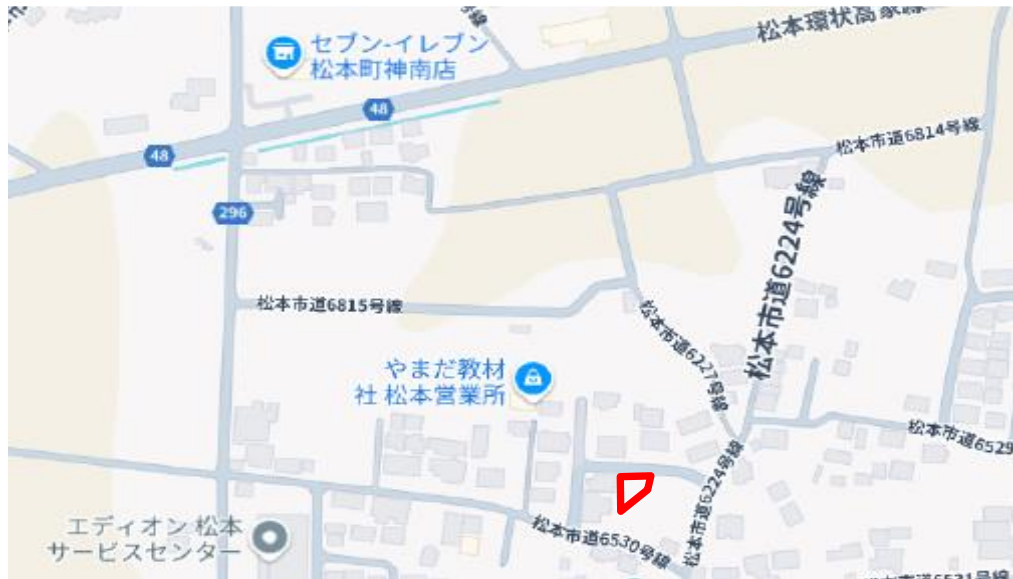 松本環状高家線
セブン-イレブン
松本町神南店
48
48
松本市道6814号線
296
松本市道6224号線
松本市道6815号線
松本市道6227号線
やまだ教材
社 松本営業所
松本市道6529
松本市道6224号線
エディオン 松本
サービスセンター
松本市道6530号線